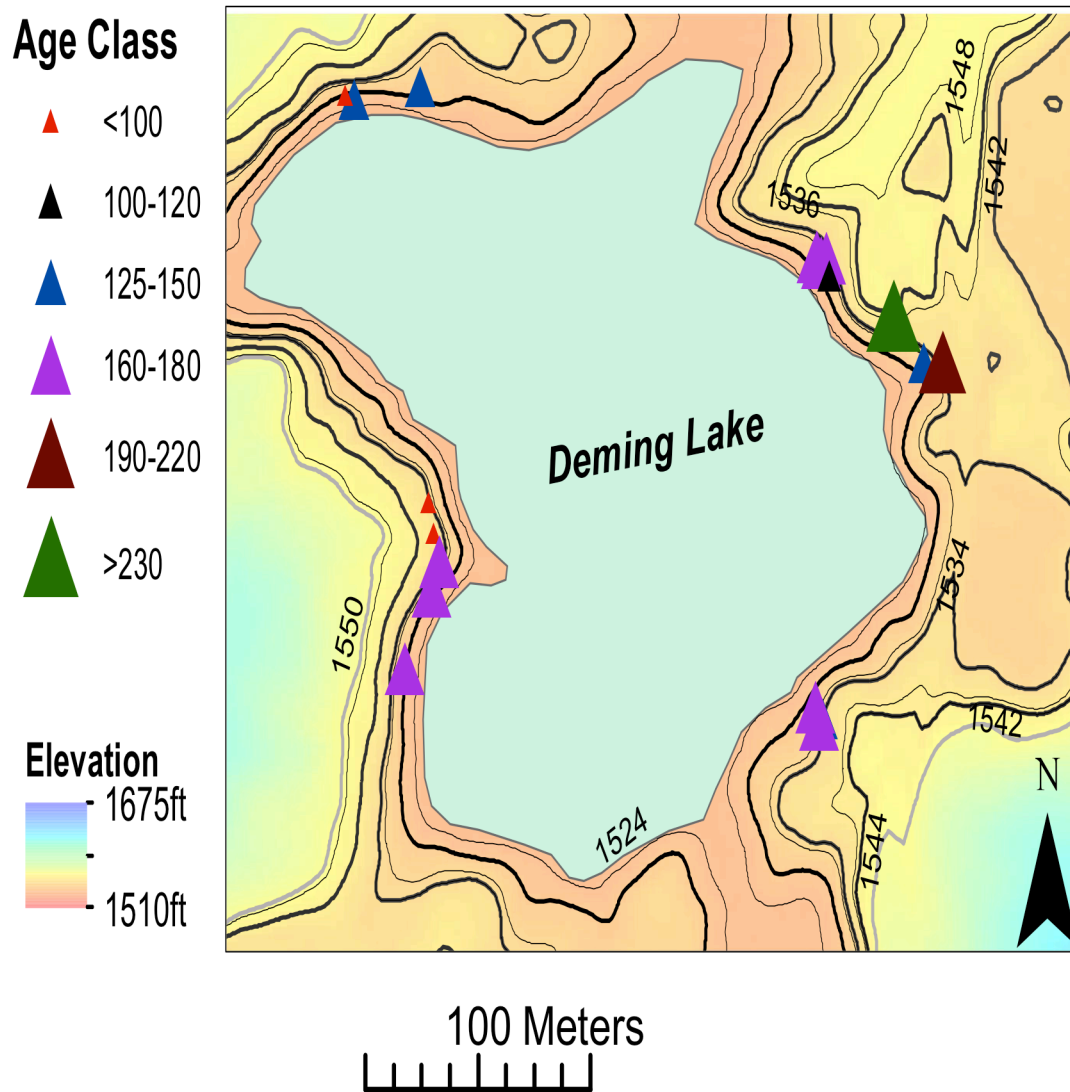 Age Class
<100
100-120
125-150
160-180
190-220
>230
Elevation
1675ft
1510ft
1548
1542
1536
Deming Lake
1534
1550
1542
1524
1544
N
100 Meters